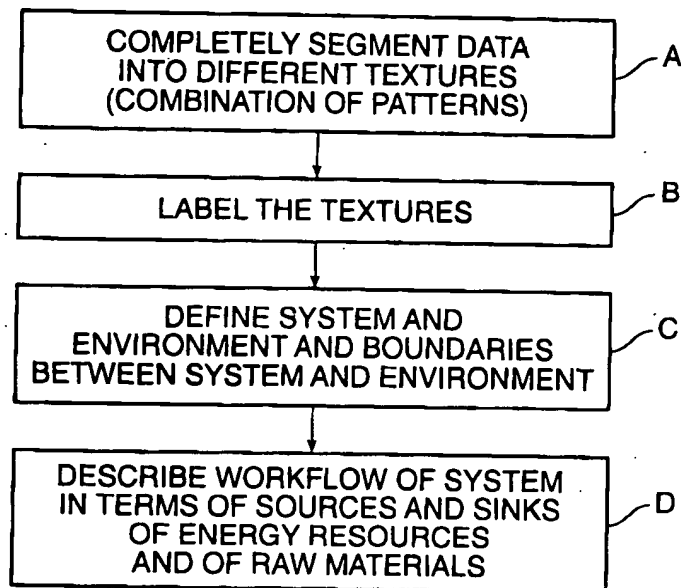 COMPLETELY SEGMENT DATA
INTO DIFFERENT TEXTURES
(COMBINATION OF PATTERNS)
A
LABEL THE TEXTURES
B
DEFINE SYSTEM AND
ENVIRONMENT AND BOUNDARIES
BETWEEN SYSTEM AND ENVIRONMENT
C
DESCRIBE WORKFLOW OF SYSTEM
IN TERMS OF SOURCES AND SINKS
OF ENERGY RESOURCES
AND OF RAW MATERIALS
D